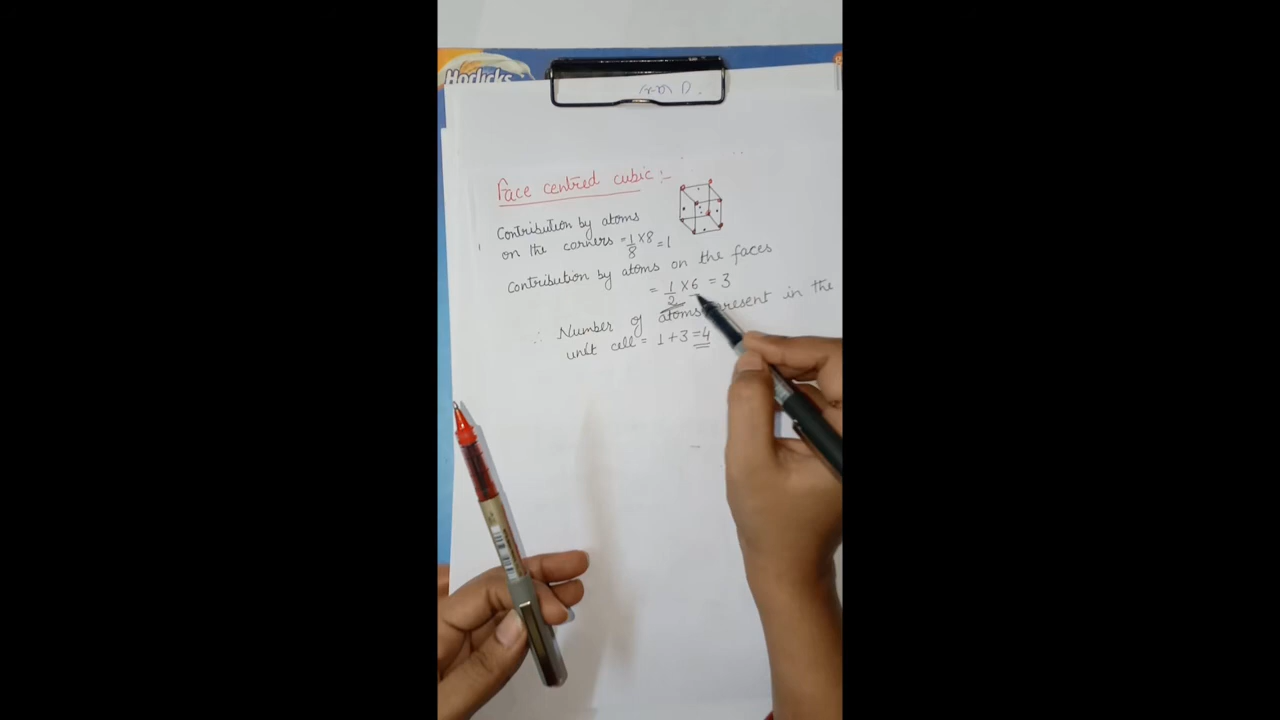 Horlicks
Face centred cubic :-
Contribution by atoms
on the corners = 1/8 × 8 = 1
Contribution by atoms on the faces
= 1/2 × 6 = 3
∴ Number of atoms present in the
unit cell = 1 + 3 = 4